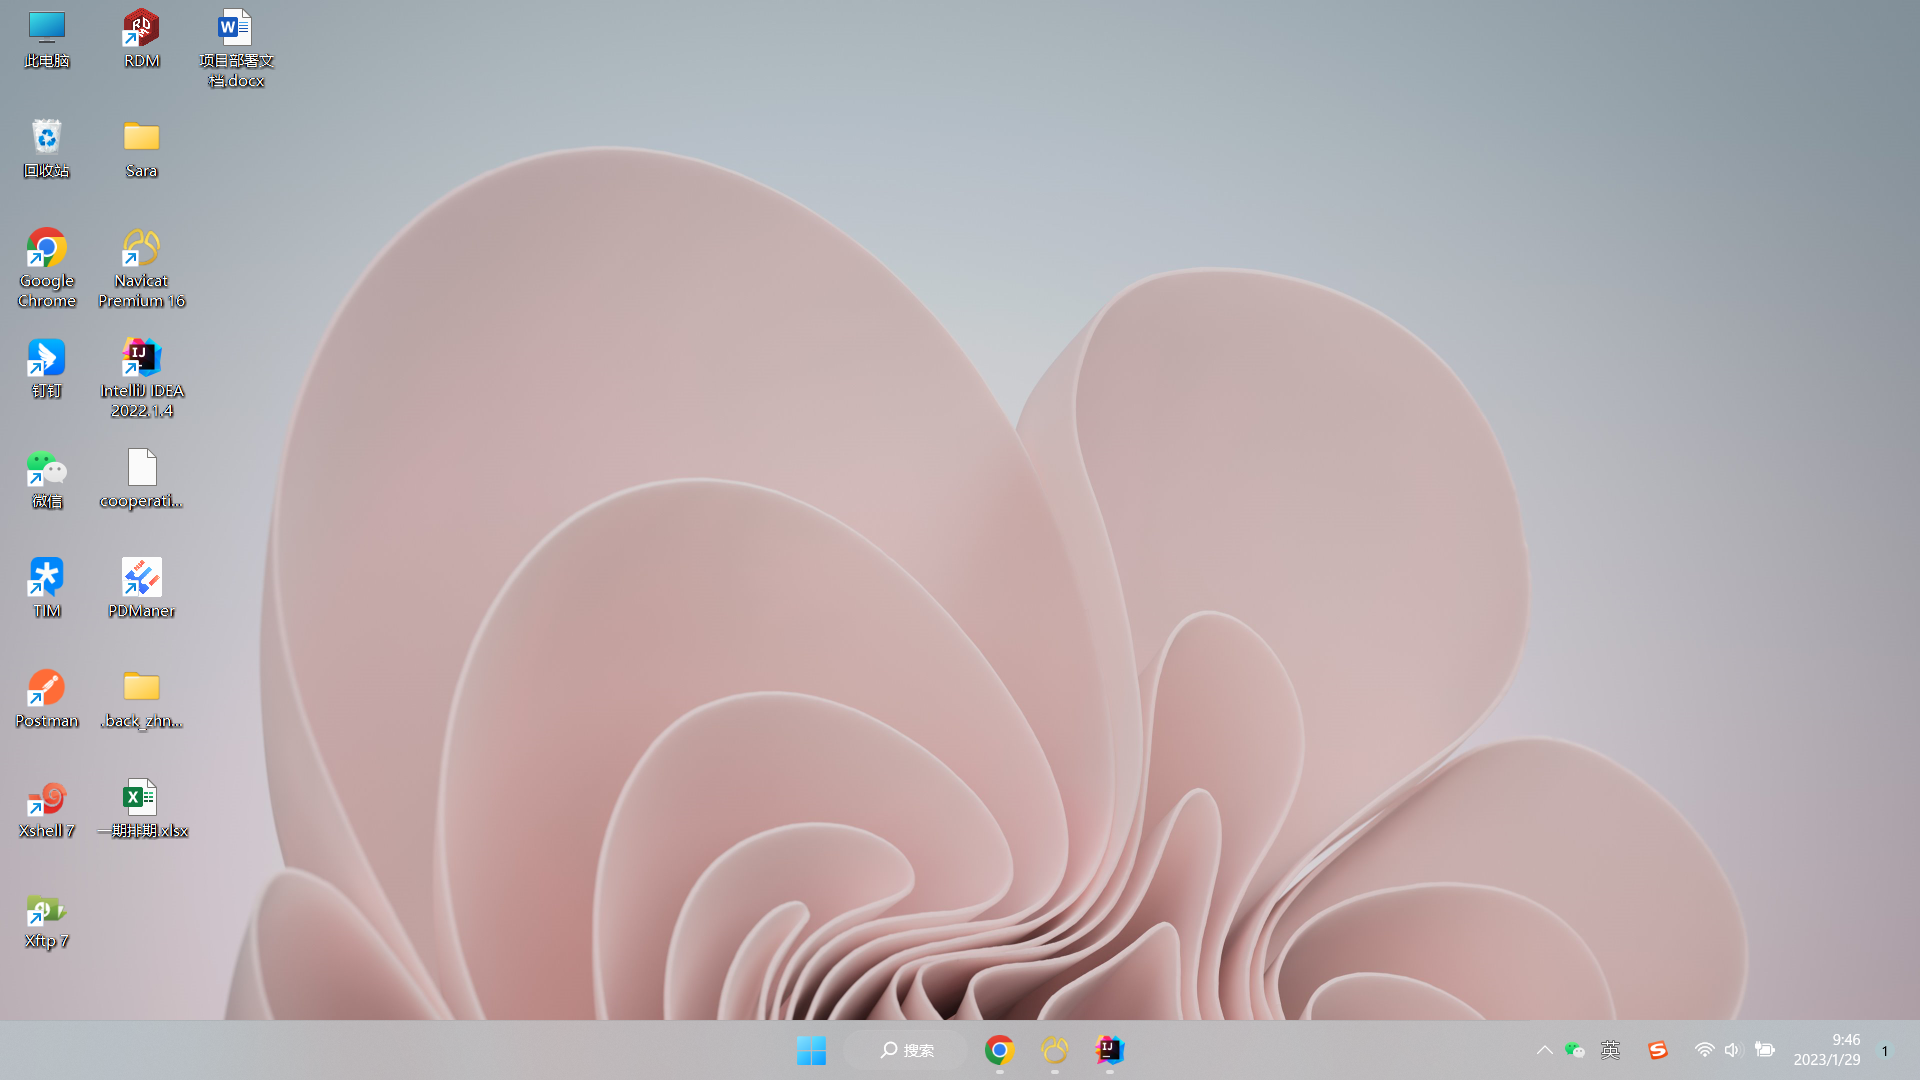 此电脑
RDM
项目部署文
档.docx
回收站
Sara
Google
Chrome
Navicat
Premium 16
钉钉
IntelliJ IDEA
2022.1.4
微信
cooperati...
TIM
PDManer
Postman
.back_zhn...
Xshell 7
一期排期.xlsx
Xftp 7
搜索
英
9:46
2023/1/29
1